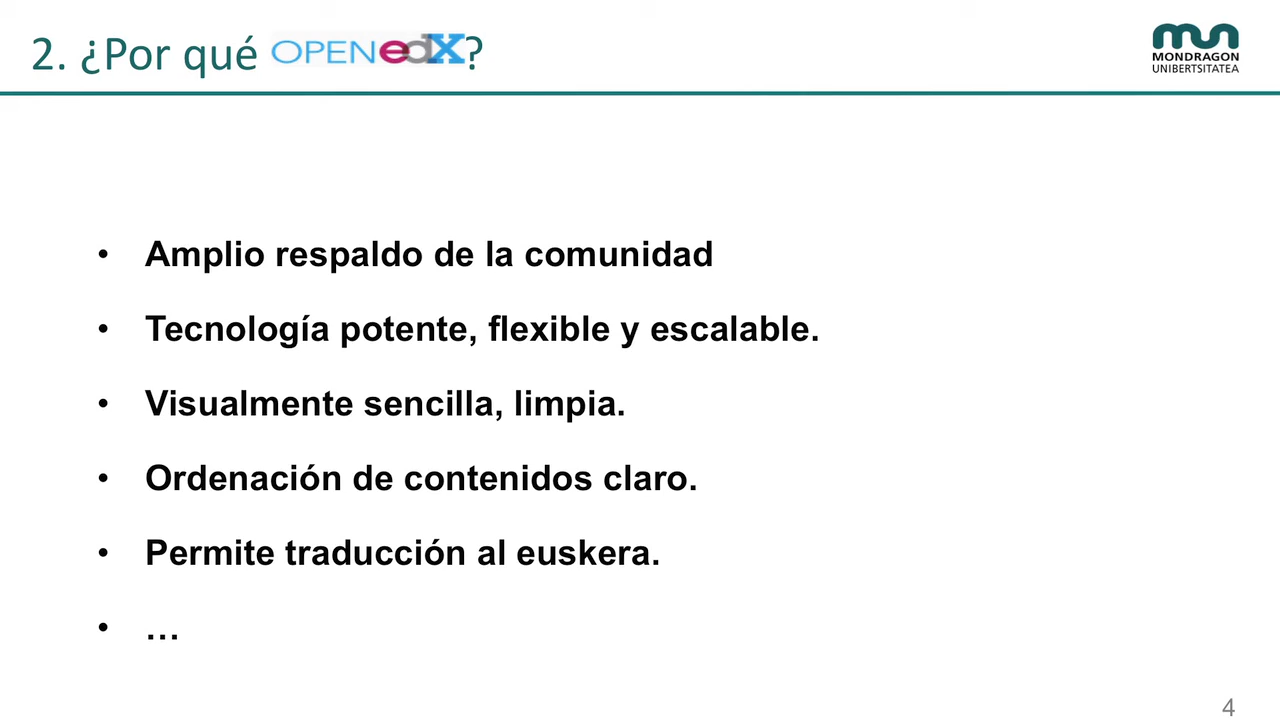 2. ¿Por qué OPENedX?
MONDRAGON
UNIBERTSITATEA
• Amplio respaldo de la comunidad
• Tecnología potente, flexible y escalable.
• Visualmente sencilla, limpia.
• Ordenación de contenidos claro.
• Permite traducción al euskera.
• …
4